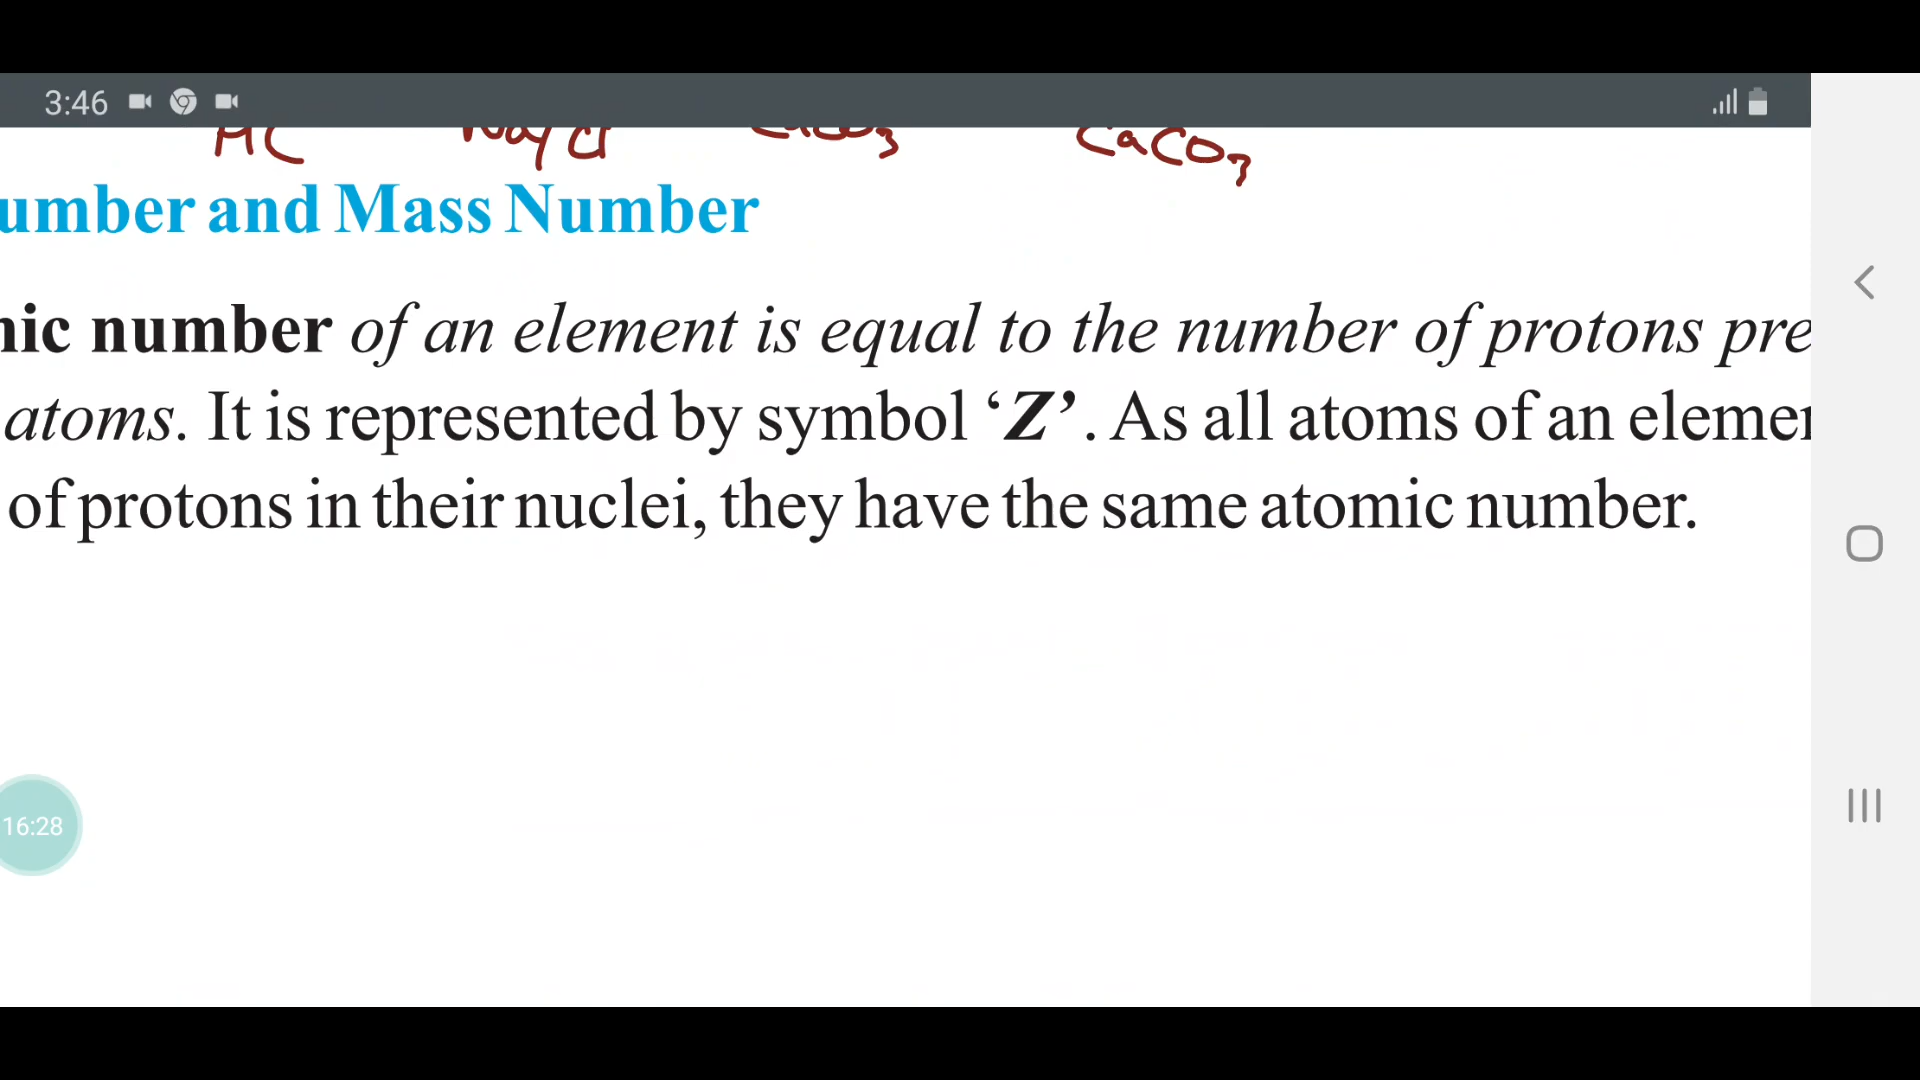 3:46
CaCO3
umber and Mass Number
nic number of an element is equal to the number of protons pre
atoms. It is represented by symbol ‘Z’. As all atoms of an elemen
of protons in their nuclei, they have the same atomic number.
16:28